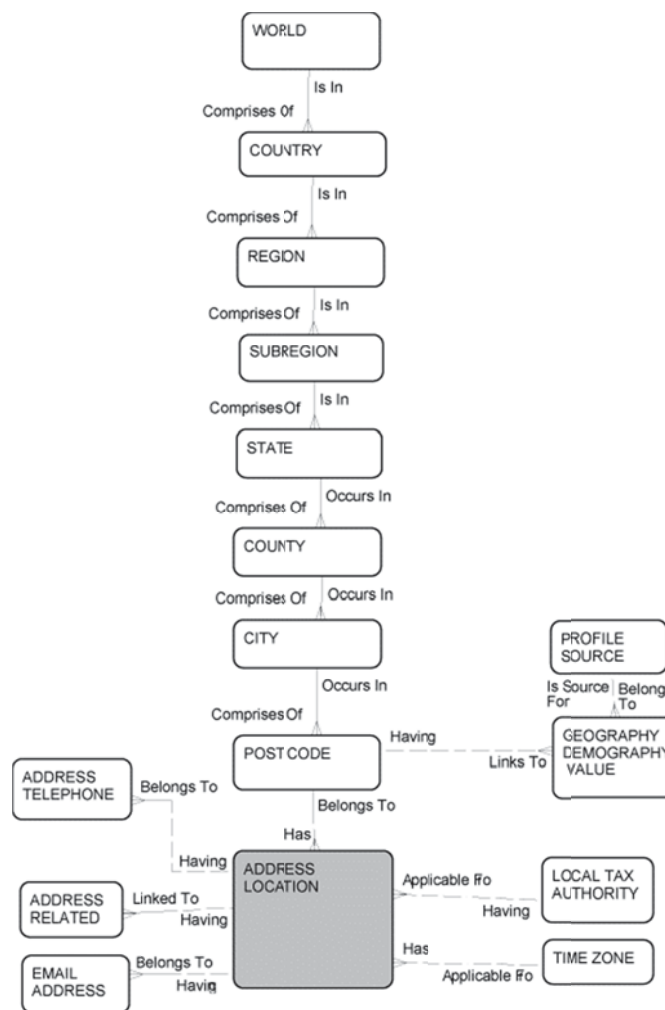 WORLD
Is In
Comprises Of
COUNTRY
Is In
Comprises Of
REGION
Is In
Comprises Of
SUBREGION
Is In
Comprises Of
STATE
Occurs In
Comprises Of
COUNTY
Occurs In
Comprises Of
CITY
PROFILE
SOURCE
Occurs In
Is Source
For
Belongs
To
Comprises Of
POST CODE
Having
Links To
GEOGRAPHY
DEMOGRAPHY
VALUE
ADDRESS
TELEPHONE
Belongs To
Belongs To
Has
Having
ADDRESS
LOCATION
Applicable To
Having
LOCAL TAX
AUTHORITY
ADDRESS
RELATED
Linked To
Having
EMAIL
ADDRESS
Belongs To
Having
Has
Applicable To
TIME ZONE